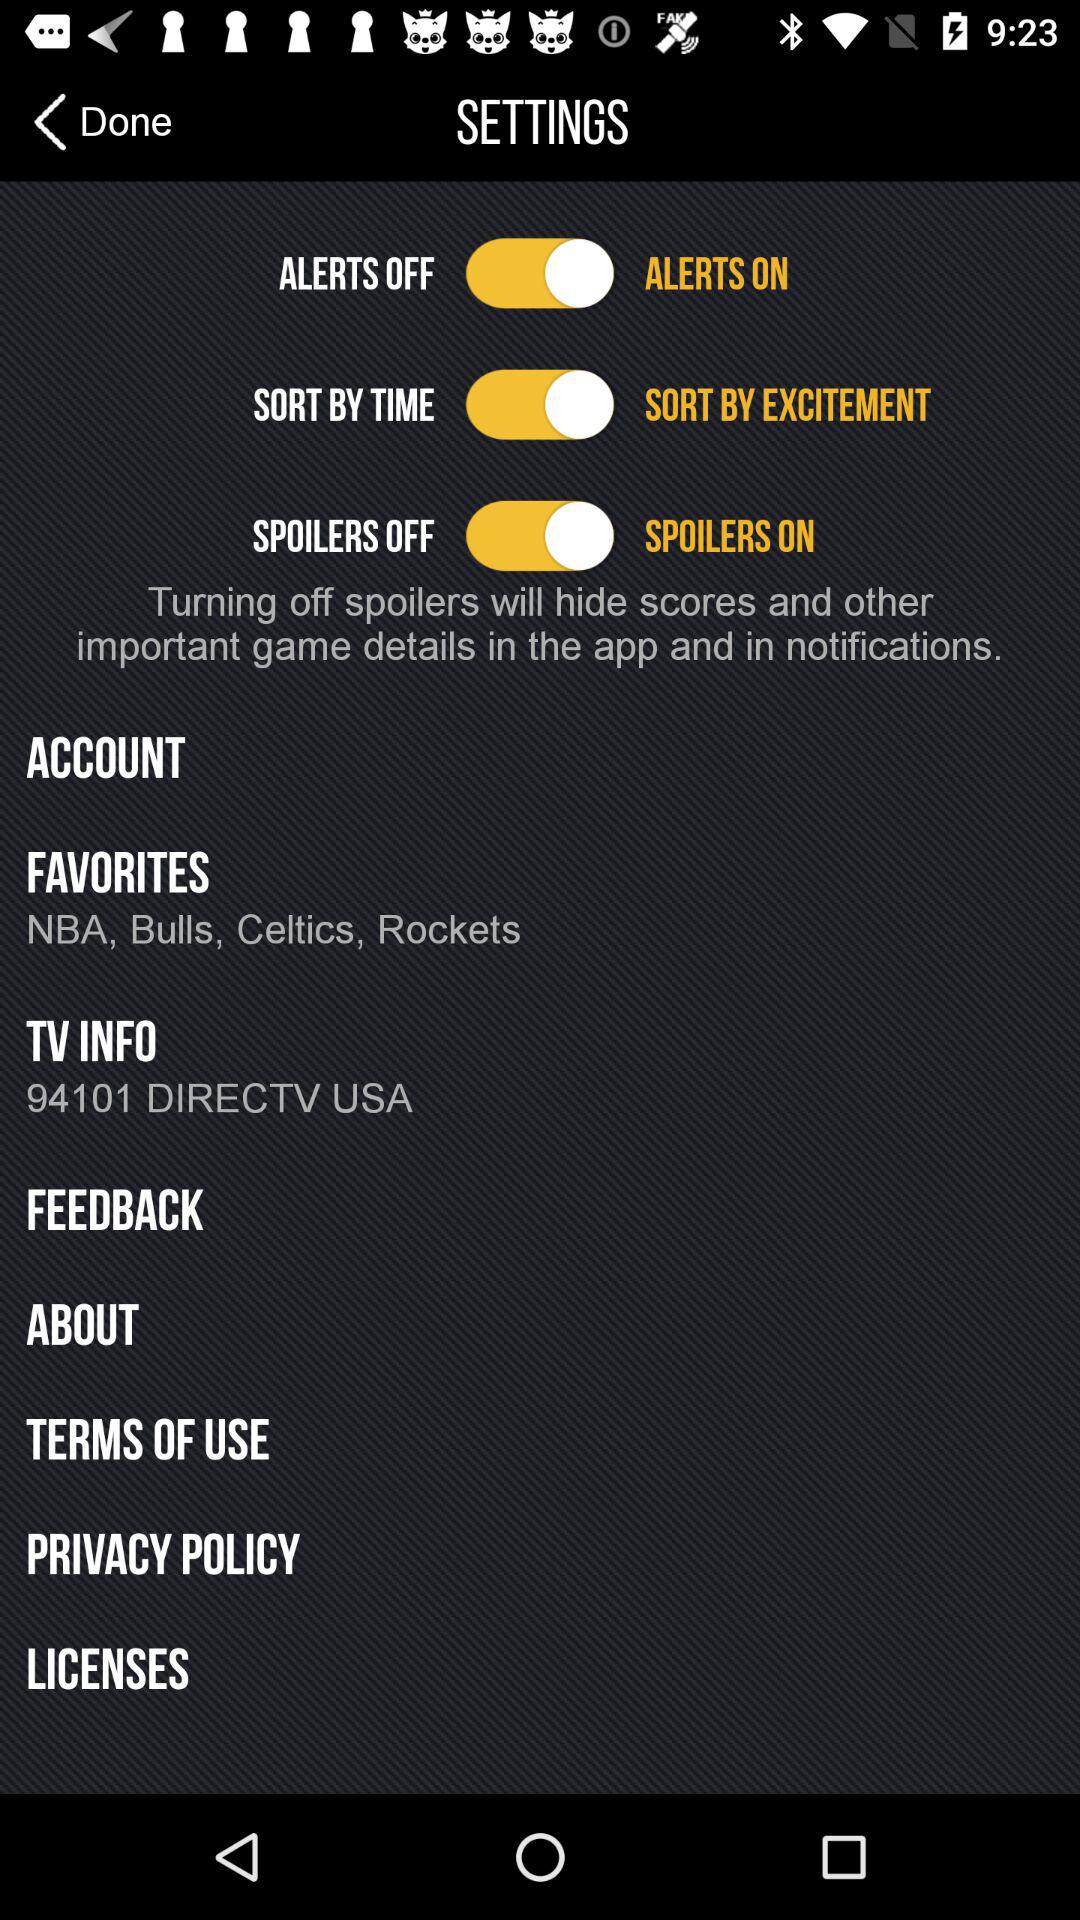 FAKE 9:23
Done SETTINGS
ALERTS OFF ALERTS ON
SORT BY TIME SORT BY EXCITEMENT
SPOILERS OFF SPOILERS ON
Turning off spoilers will hide scores and other
important game details in the app and in notifications.
ACCOUNT
FAVORITES
NBA, Bulls, Celtics, Rockets
TV INFO
94101 DIRECTV USA
FEEDBACK
ABOUT
TERMS OF USE
PRIVACY POLICY
LICENSES